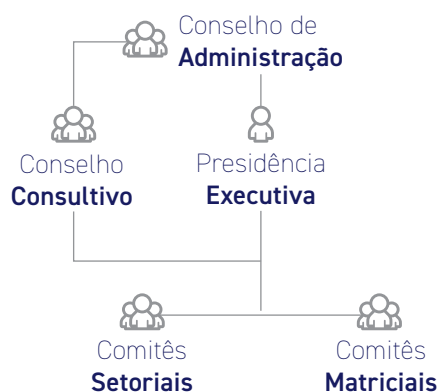 Conselho de
Administração
Conselho
Consultivo
Presidência
Executiva
Comitês
Setoriais
Comitês
Matriciais